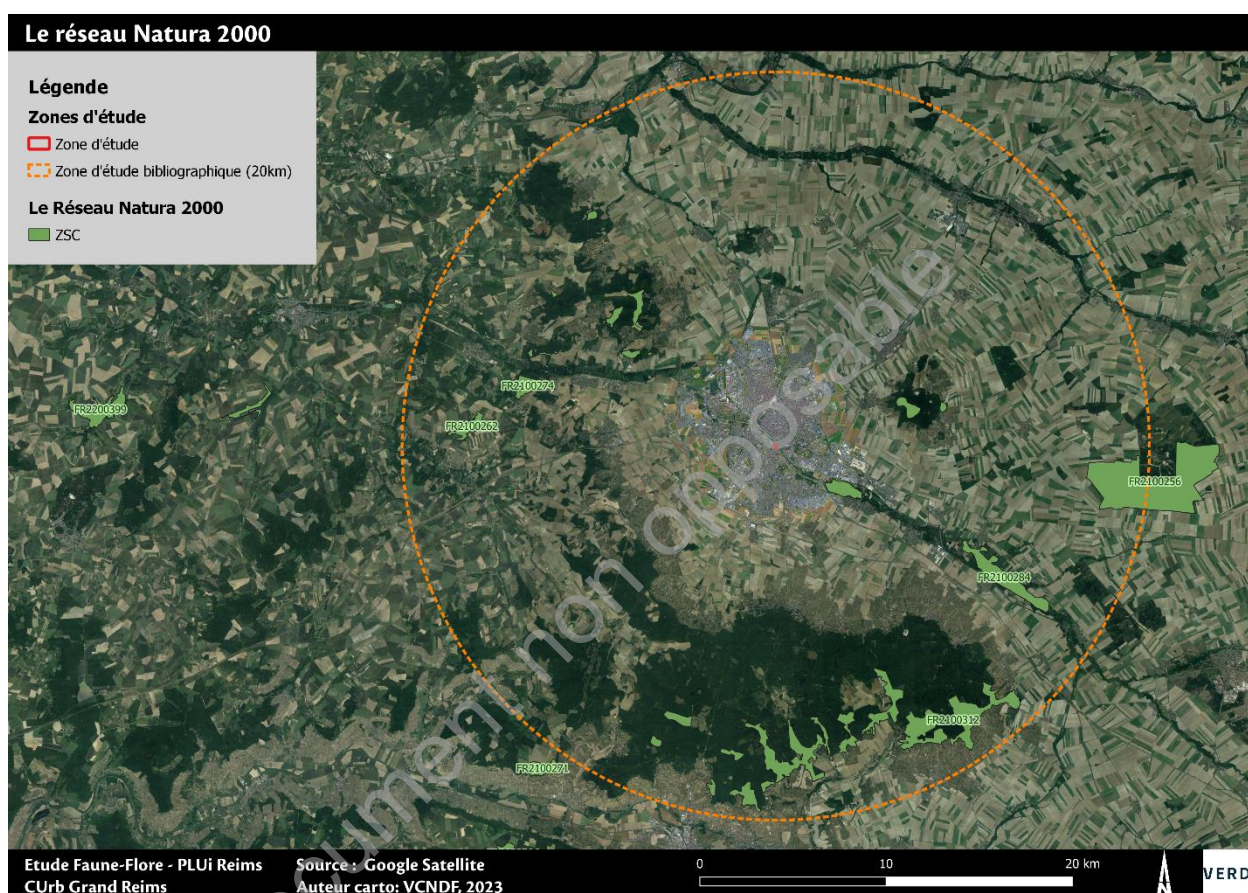 Le réseau Natura 2000
Légende
Zones d'étude
Zone d'étude
Zone d'étude bibliographique (20km)
Le Réseau Natura 2000
ZSC
FR2100274
FR2200399
FR2100262
FR2100256
FR2100284
FR2100312
FR2100271
Document non opposable
Etude Faune-Flore - PLUi Reims
CUrb Grand Reims
Source : Google Satellite
Auteur carto: VCNDF, 2023
0 10 20 km
N
VERD